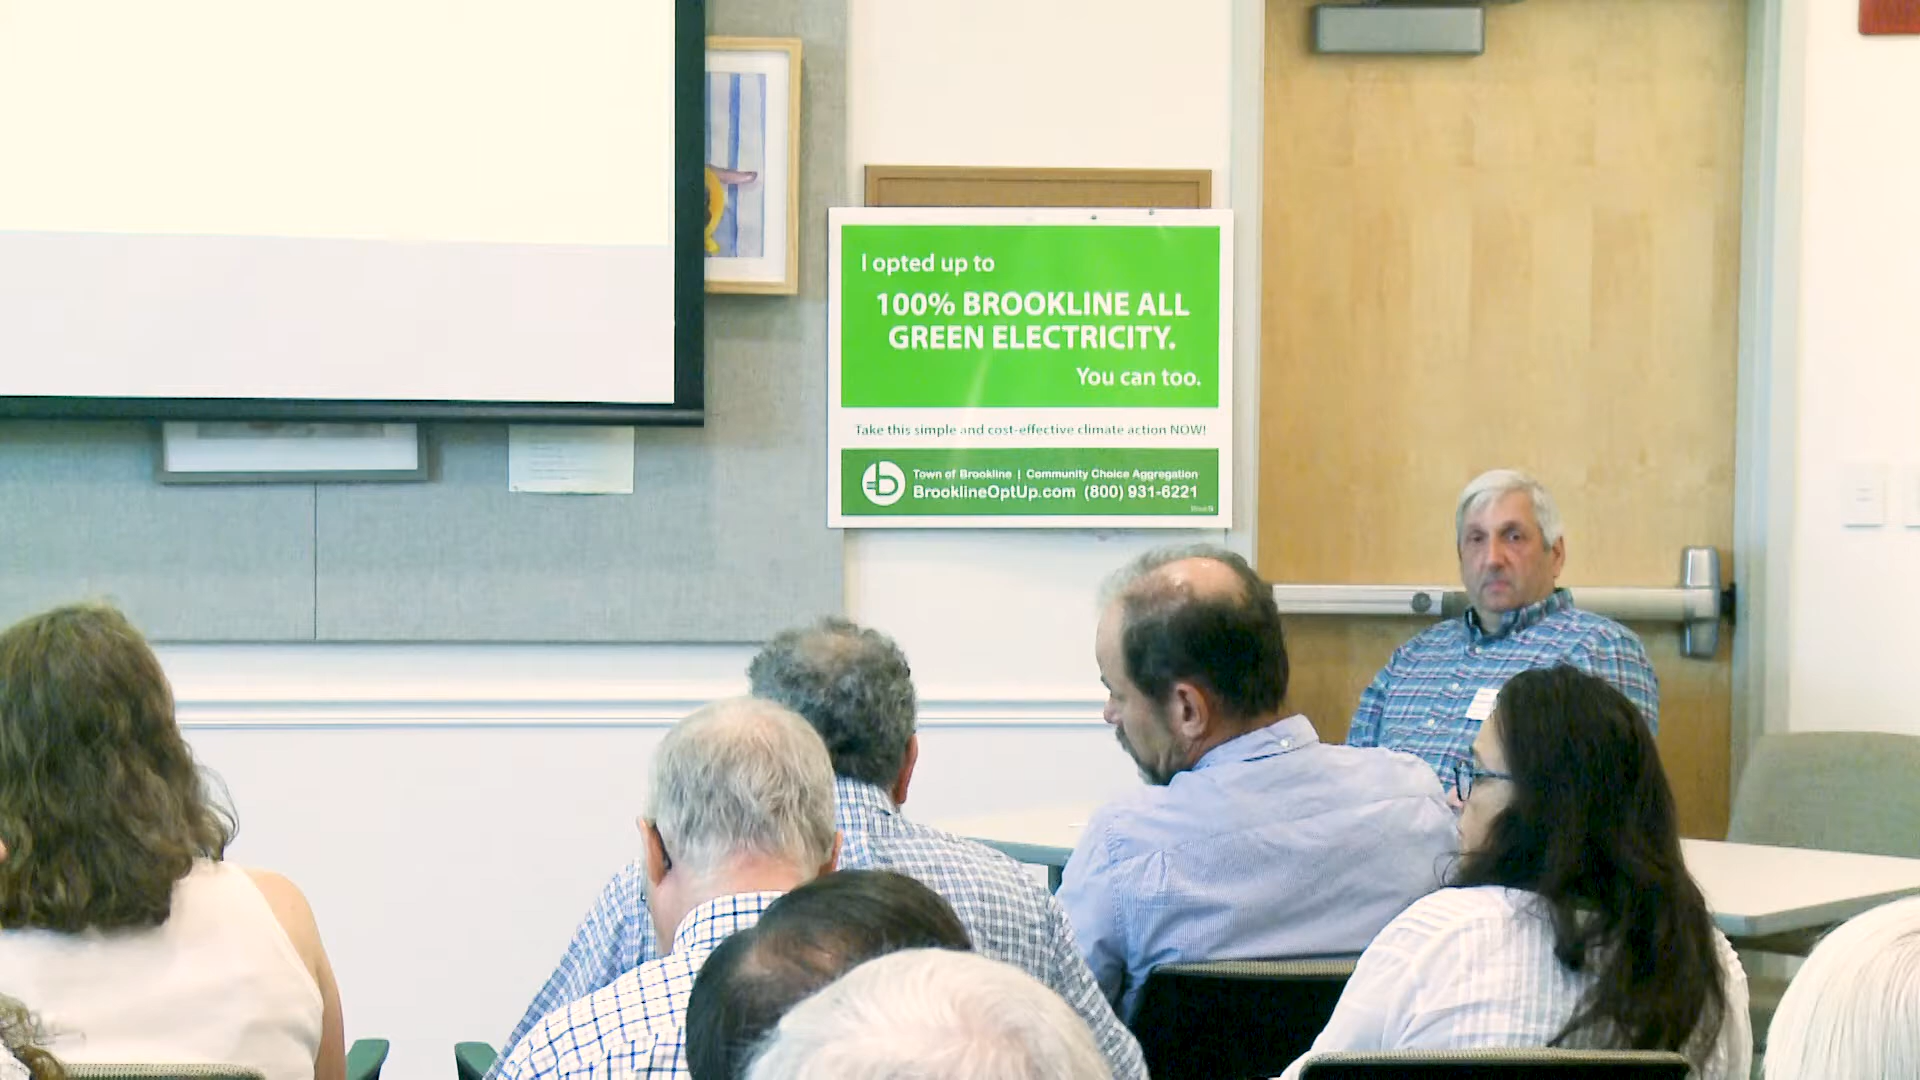 I opted up to
100% BROOKLINE ALL
GREEN ELECTRICITY.
You can too.
Take this simple and cost-effective climate action NOW!
Town of Brookline | Community Choice Aggregation
BrooklineOptUp.com (800) 931-6221